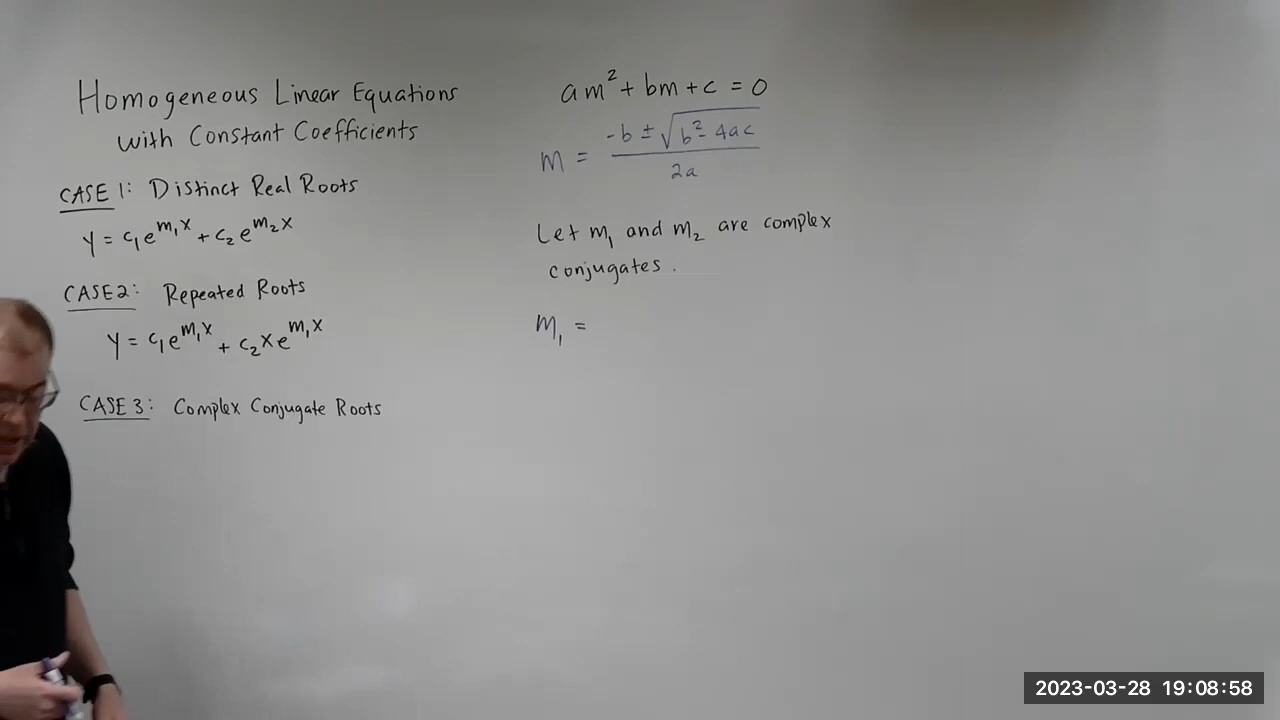 Homogeneous Linear Equations
with Constant Coefficients
CASE 1: Distinct Real Roots
y = c₁e^{m₁x} + c₂e^{m₂x}
CASE 2: Repeated Roots
y = c₁e^{m₁x} + c₂xe^{m₁x}
CASE 3: Complex Conjugate Roots
am² + bm + c = 0
m = \frac{-b ± \sqrt{b² - 4ac}}{2a}
Let m₁ and m₂ are complex
conjugates.
m₁ =
2023-03-28 19:08:58